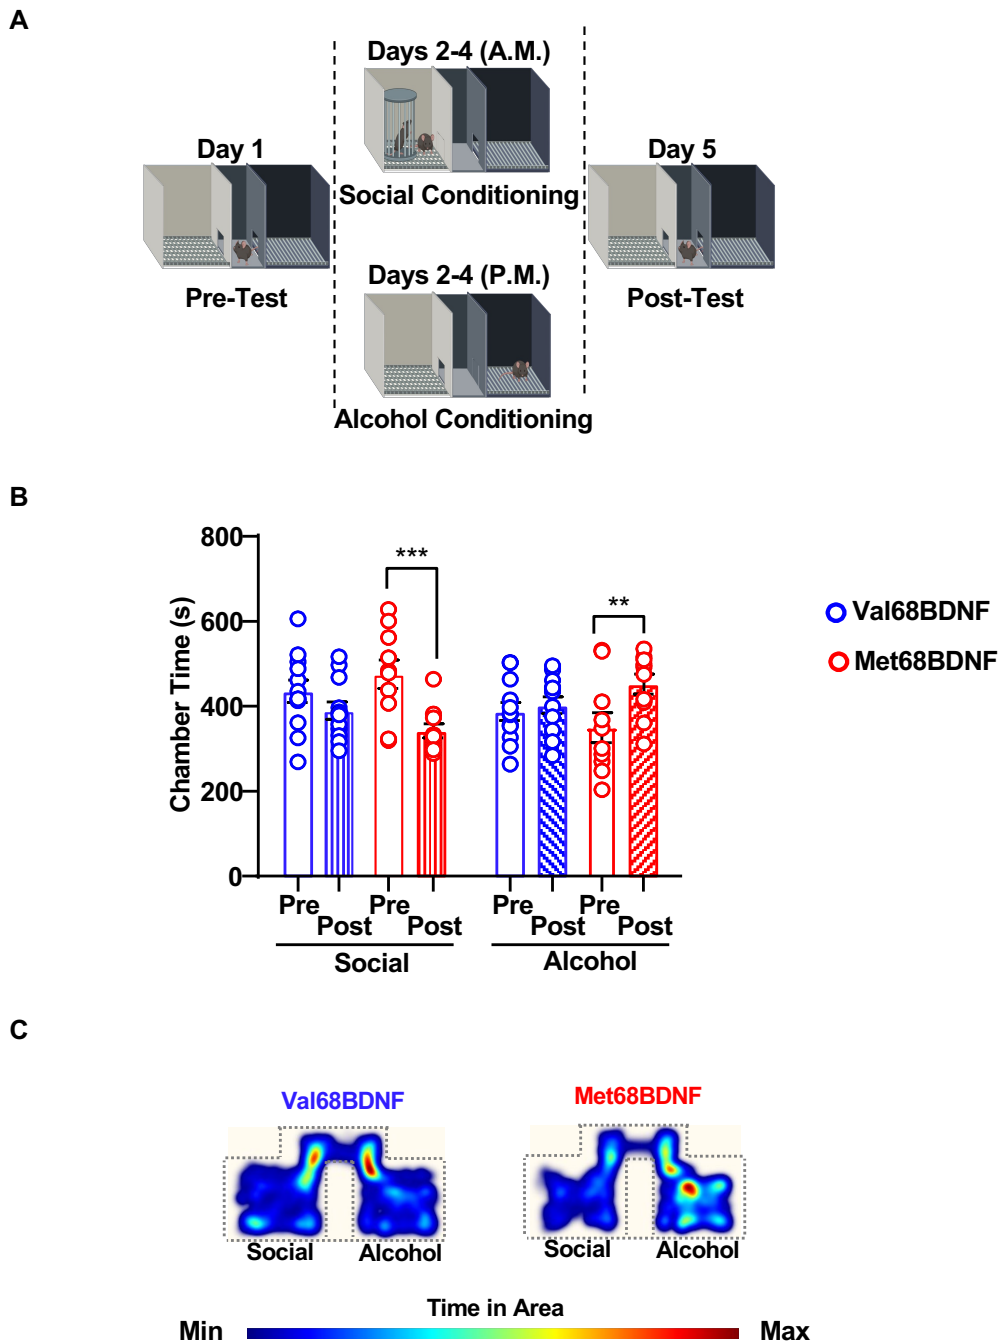 A
Days 2-4 (A.M.)
Day 1
Day 5
Social Conditioning
Pre-Test
Days 2-4 (P.M.)
Post-Test
Alcohol Conditioning
B
Chamber Time (s)
800
600
400
200
0
***
**
Val68BDNF
Met68BDNF
Pre
Post
Pre
Post
Pre
Post
Pre
Post
Social
Alcohol
C
Val68BDNF
Met68BDNF
Social
Alcohol
Social
Alcohol
Time in Area
Min
Max